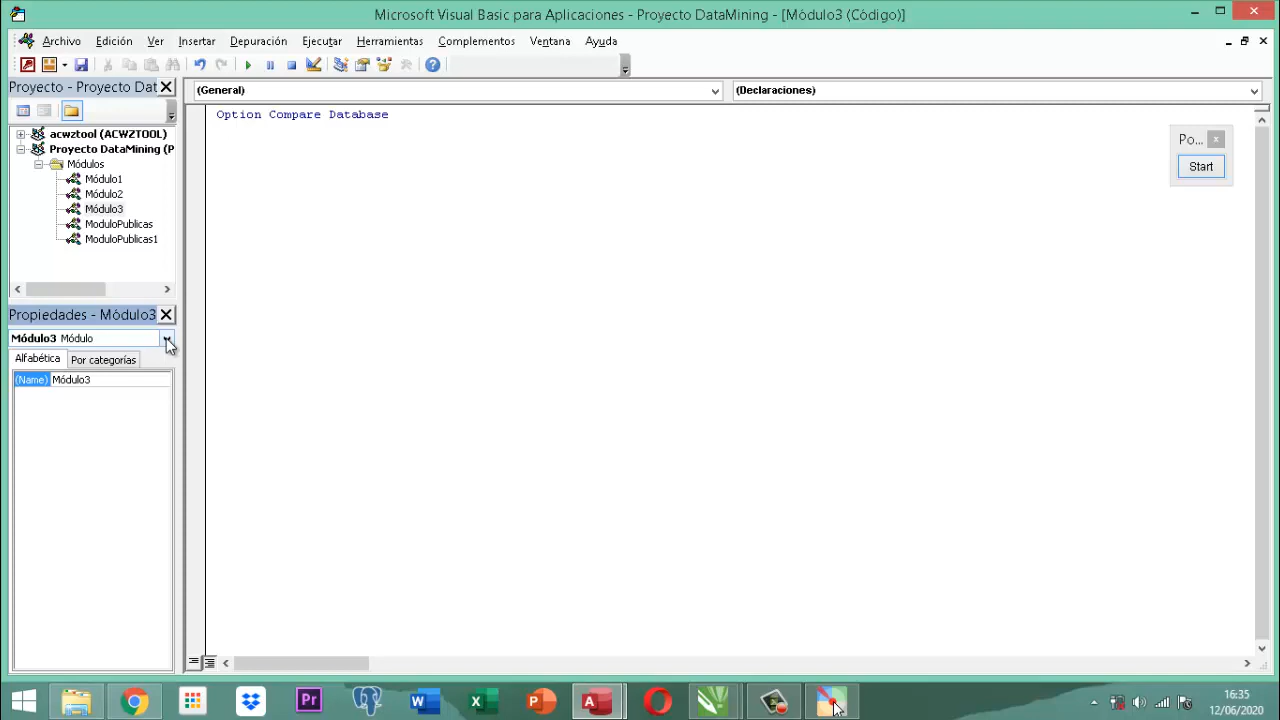 Microsoft Visual Basic para Aplicaciones - Proyecto DataMining - [Módulo3 (Código)]
Archivo Edición Ver Insertar Depuración Ejecutar Herramientas Complementos Ventana Ayuda
Proyecto - Proyecto Dat
(General)
(Declaraciones)
Option Compare Database
acwztool (ACWZTOOL)
Proyecto DataMining (P
Módulos
Módulo1
Módulo2
Módulo3
ModuloPublicas
ModuloPublicas1
Po...
Start
Propiedades - Módulo3
Módulo3 Módulo
Alfabética Por categorías
(Name) Módulo3
Pr
16:35
12/06/2020